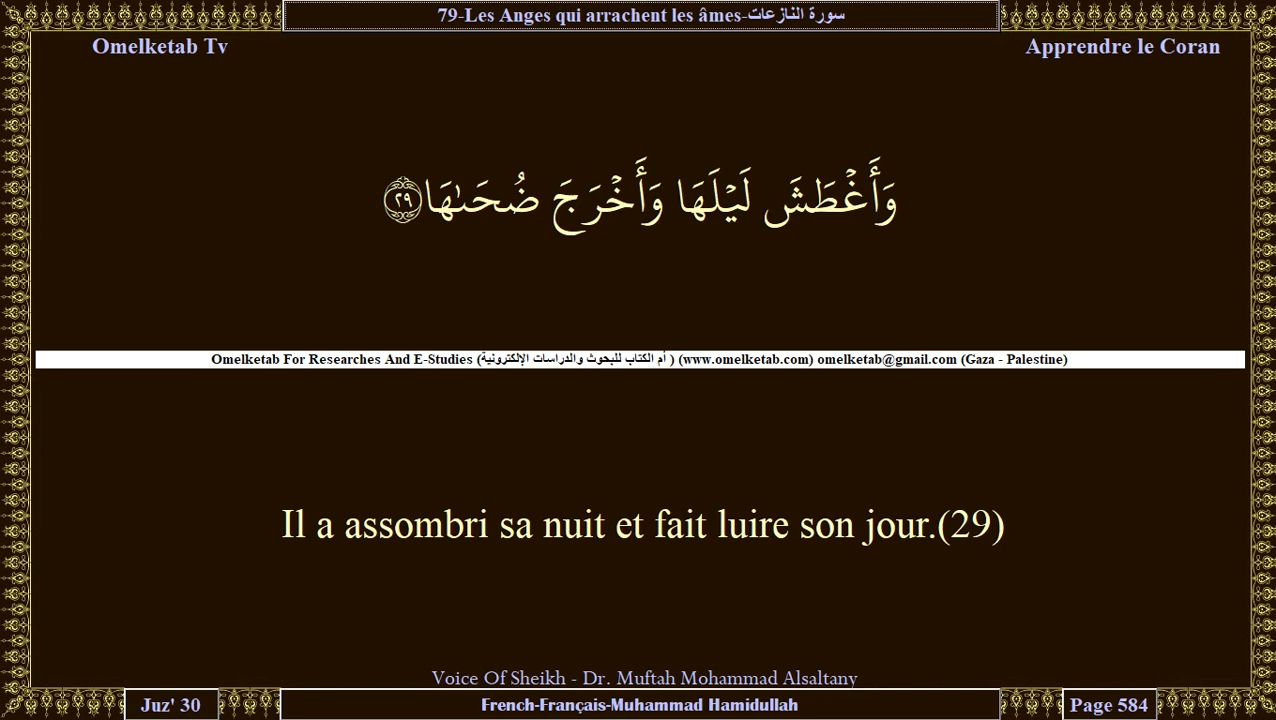 79-Les Anges qui arrachent les âmes-سورة النازعات
Omelketab Tv
Apprendre le Coran
وَأَغْطَشَ لَيْلَهَا وَأَخْرَجَ ضُحَىٰهَا ٢٩
Omelketab For Researches And E-Studies (أم الكتاب للبحوث والدراسات الإلكترونية ) (www.omelketab.com) omelketab@gmail.com (Gaza - Palestine)
Il a assombri sa nuit et fait luire son jour.(29)
Voice Of Sheikh - Dr. Muftah Mohammad Alsaltany
Juz' 30
French-Français-Muhammad Hamidullah
Page 584